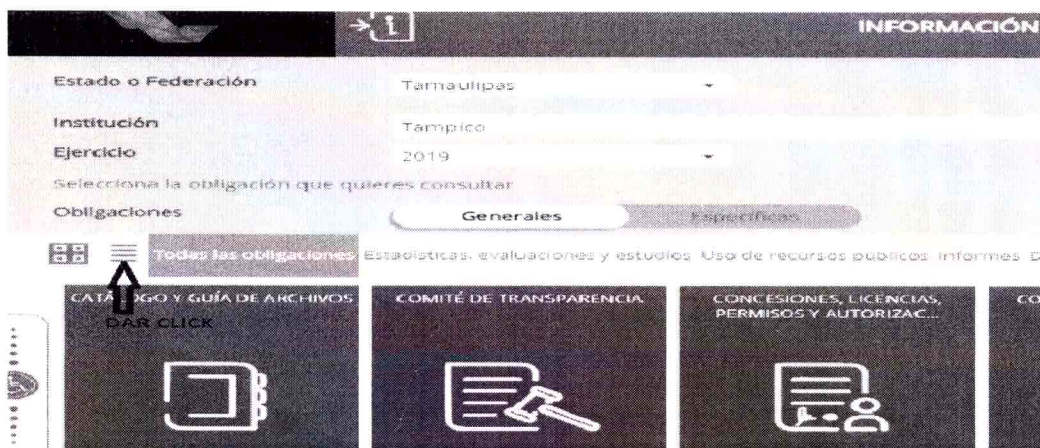 INFORMACIÓN
Estado o Federación Tamaulipas
Institución Tampico
Ejercicio 2019
Selecciona la obligación que quieres consultar
Obligaciones Generales Específicas
Todas las obligaciones Estadísticas, evaluaciones y estudios Uso de recursos públicos Informes D
CATÁLOGO Y GUÍA DE ARCHIVOS COMITÉ DE TRANSPARENCIA CONCESIONES, LICENCIAS, PERMISOS Y AUTORIZAC... CO
DAR CLICK